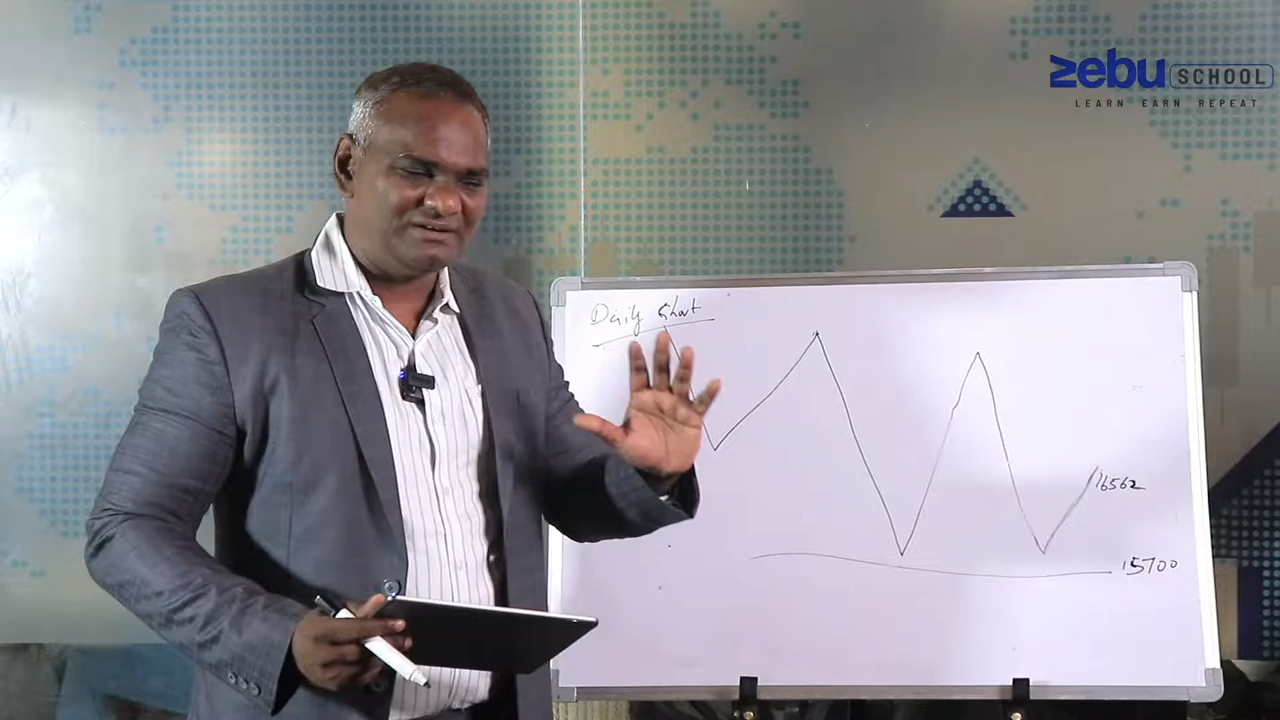 zebu SCHOOL
LEARN EARN REPEAT
Daily Chart
16562
15700